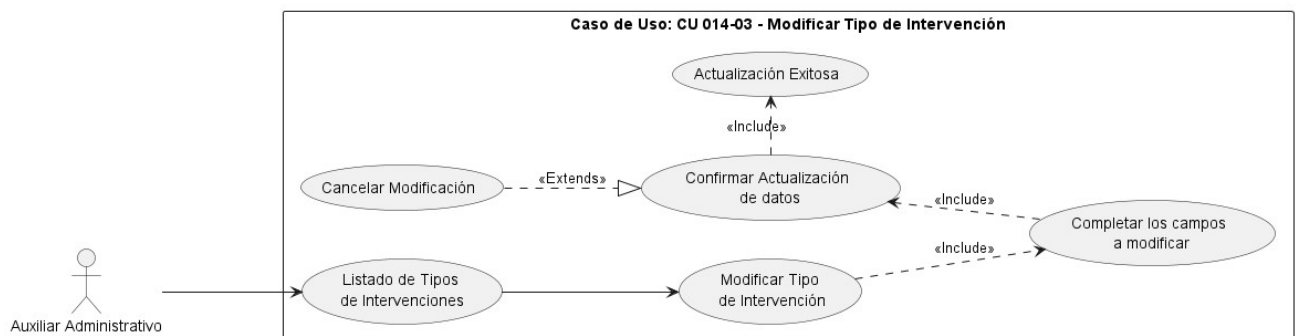 Caso de Uso: CU 014-03 - Modificar Tipo de Intervención
Actualización Exitosa
«Include»
Cancelar Modificación
«Extends»
Confirmar Actualización
de datos
«Include»
Completar los campos
a modificar
«Include»
Listado de Tipos
de Intervenciones
Modificar Tipo
de Intervención
Auxiliar Administrativo